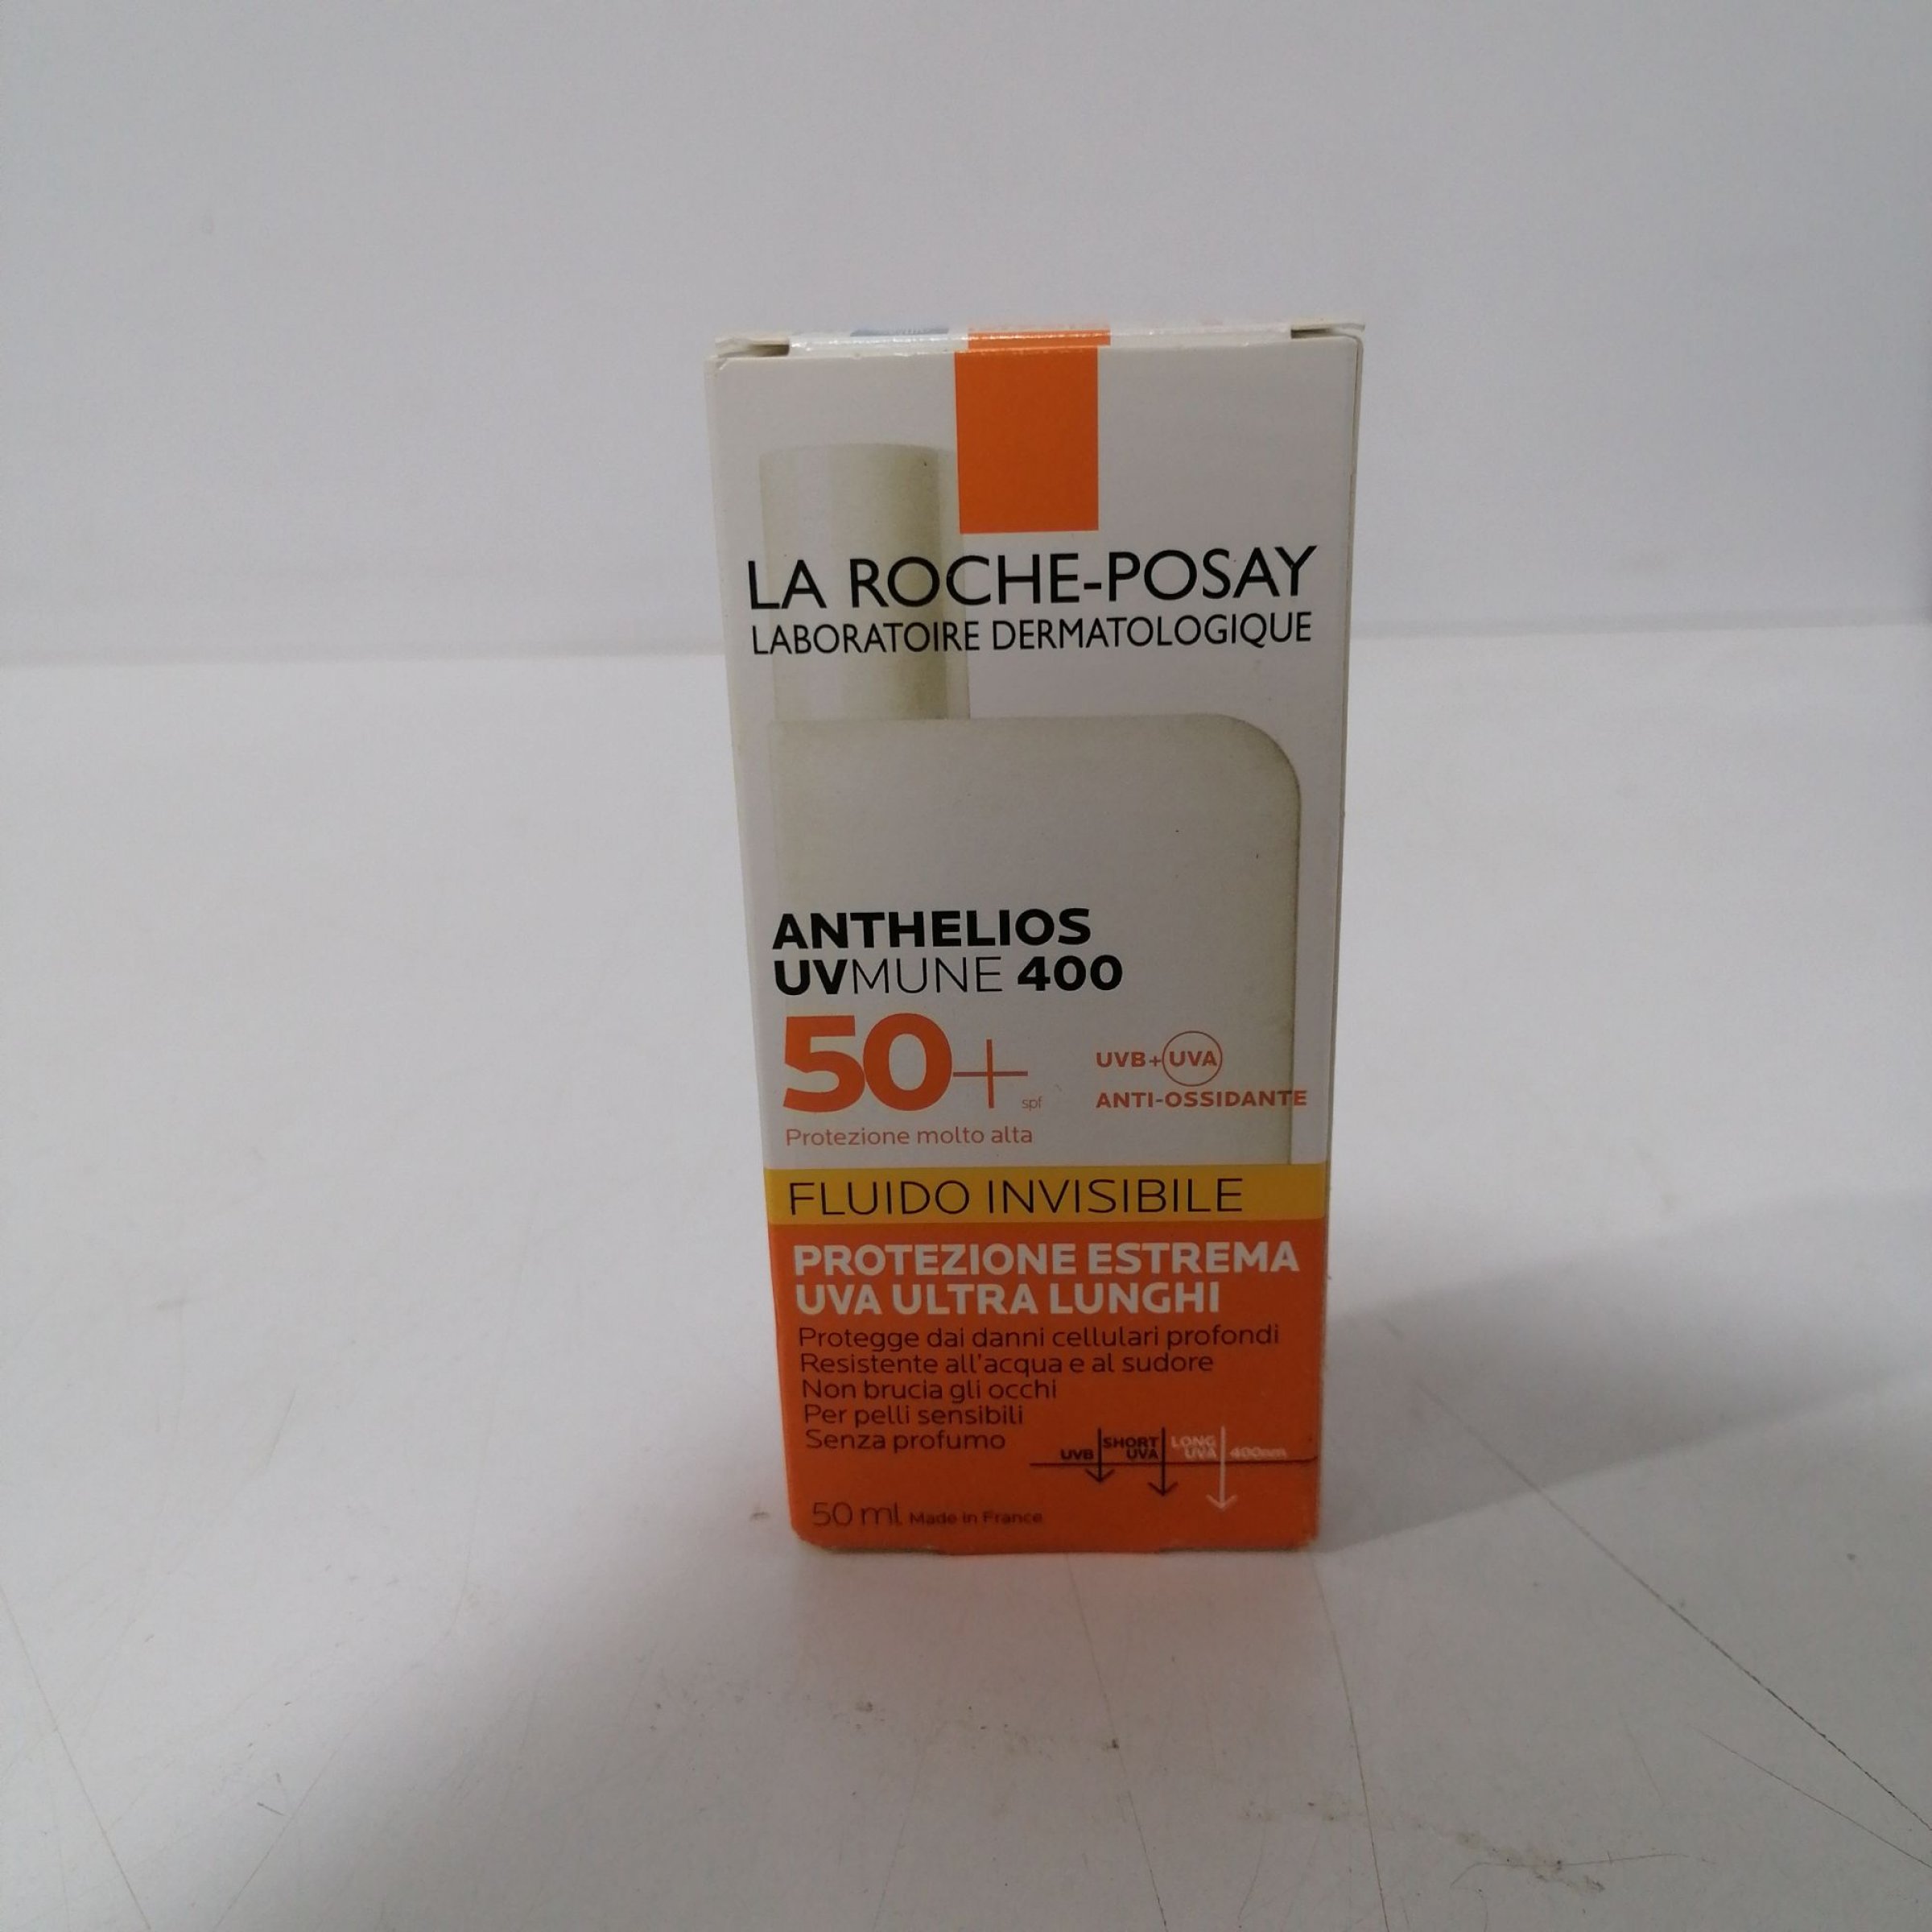 LA ROCHE-POSAY
LABORATOIRE DERMATOLOGIQUE
ANTHELIOS
UVMUNE 400
50+ spf
UVB+UVA
ANTI-OSSIDANTE
Protezione molto alta
FLUIDO INVISIBILE
PROTEZIONE ESTREMA
UVA ULTRA LUNGHI
Protegge dai danni cellulari profondi
Resistente all'acqua e al sudore
Non brucia gli occhi
Per pelli sensibili
Senza profumo
UVB SHORT UVA LONG UVA 400nm
50 ml Made in France